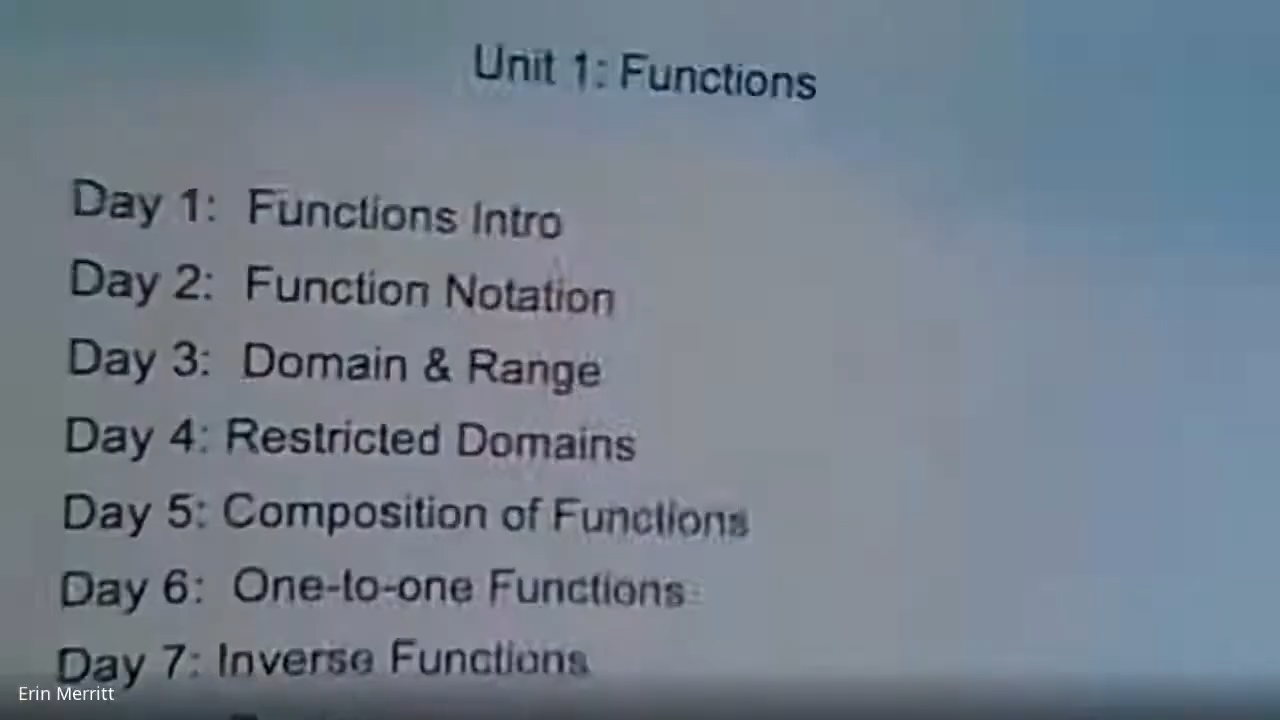 Unit 1: Functions
Day 1: Functions Intro
Day 2: Function Notation
Day 3: Domain & Range
Day 4: Restricted Domains
Day 5: Composition of Functions
Day 6: One-to-one Functions
Day 7: Inverse Functions
Erin Merritt